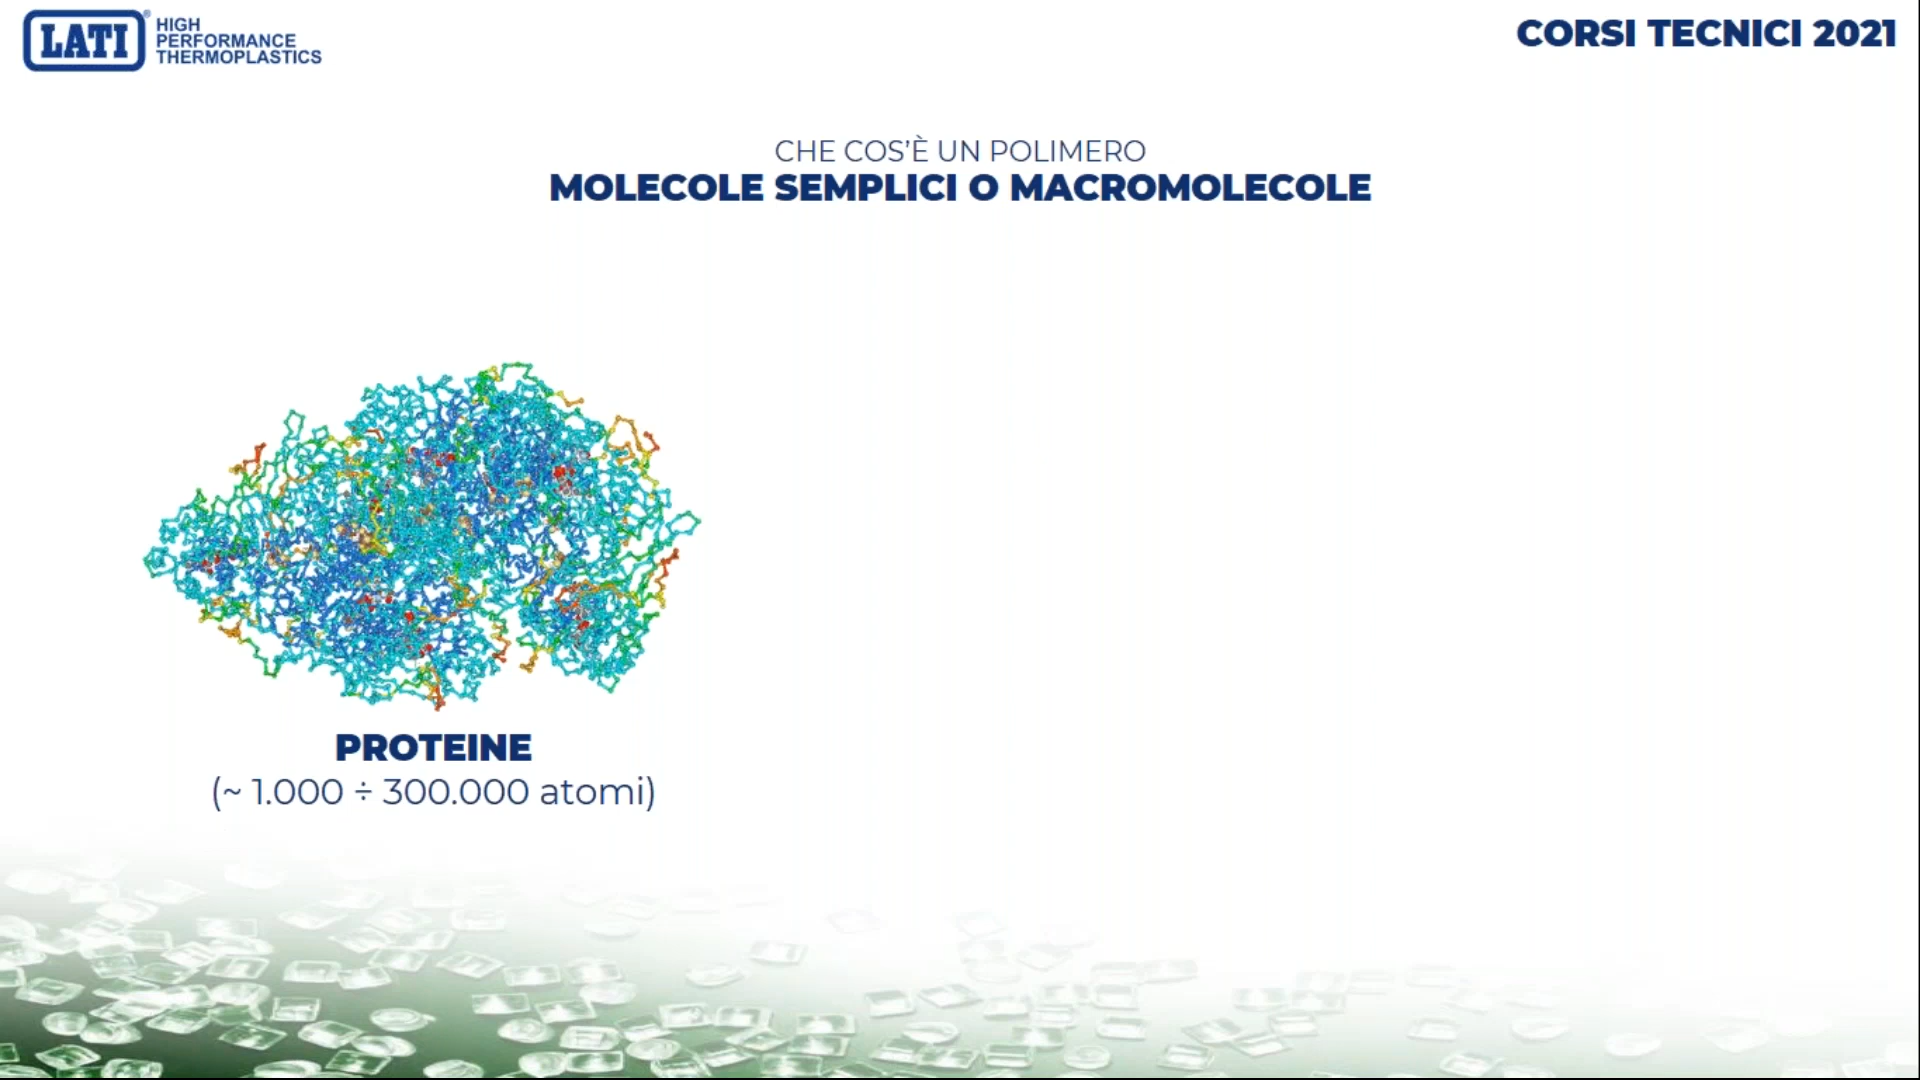 LATI®
HIGH
PERFORMANCE
THERMOPLASTICS
CORSI TECNICI 2021
CHE COS'È UN POLIMERO
MOLECOLE SEMPLICI O MACROMOLECOLE
PROTEINE
(~ 1.000 ÷ 300.000 atomi)